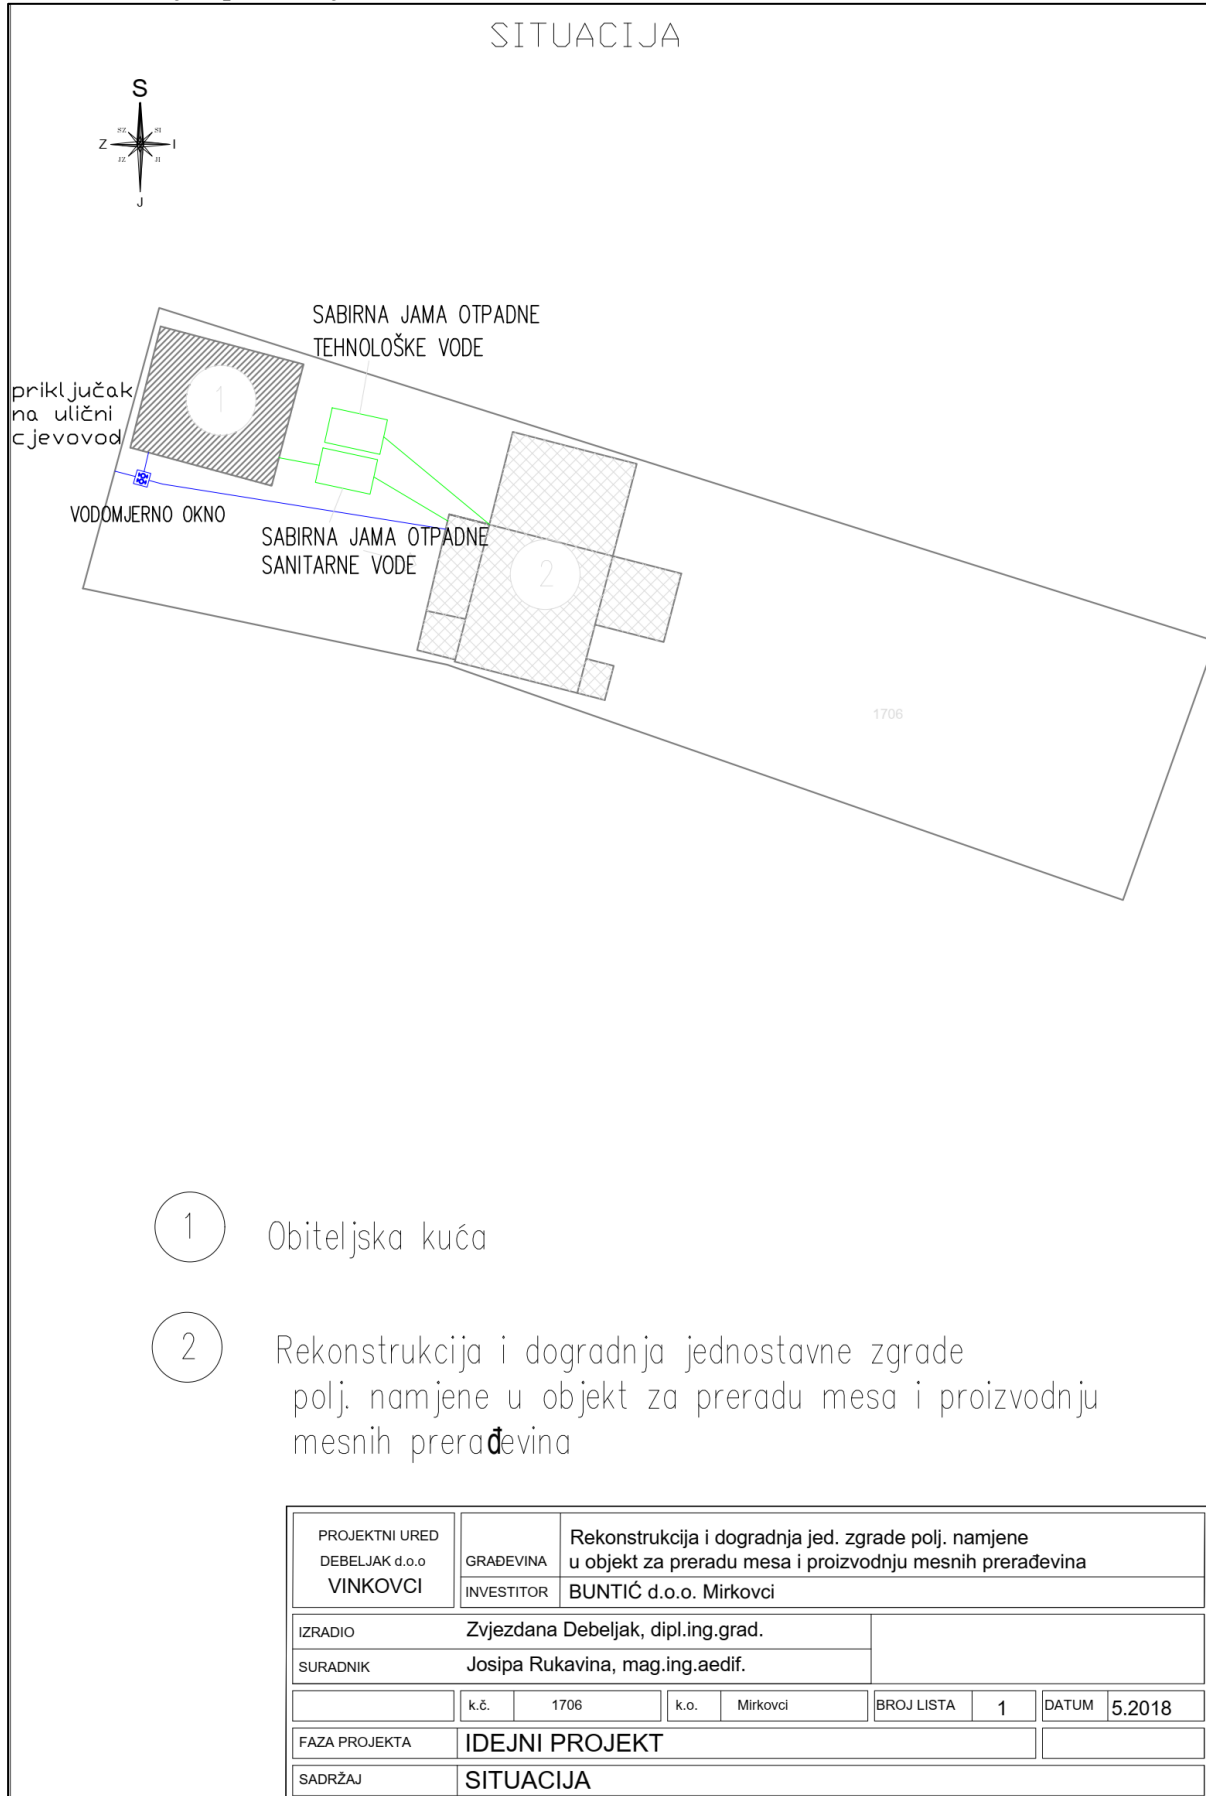 SITUACIJA
S
SZ
SI
Z
I
JZ
JI
J
SABIRNA JAMA OTPADNE
TEHNOLOŠKE VODE
priključak
na ulični
cjevovod
1
VODOMJERNO OKNO
SABIRNA JAMA OTPADNE
SANITARNE VODE
2
1706
1
Obiteljska kuća
2
Rekonstrukcija i dogradnja jednostavne zgrade
polj. namjene u objekt za preradu mesa i proizvodnju
mesnih prerađevina
PROJEKTNI URED
DEBELJAK d.o.o
VINKOVCI
GRAĐEVINA
Rekonstrukcija i dogradnja jed. zgrade polj. namjene
u objekt za preradu mesa i proizvodnju mesnih prerađevina
INVESTITOR
BUNTIĆ d.o.o. Mirkovci
IZRADIO
Zvjezdana Debeljak, dipl.ing.grad.
SURADNIK
Josipa Rukavina, mag.ing.aedif.
k.č.
1706
k.o.
Mirkovci
BROJ LISTA
1
DATUM
5.2018
FAZA PROJEKTA
IDEJNI PROJEKT
SADRŽAJ
SITUACIJA